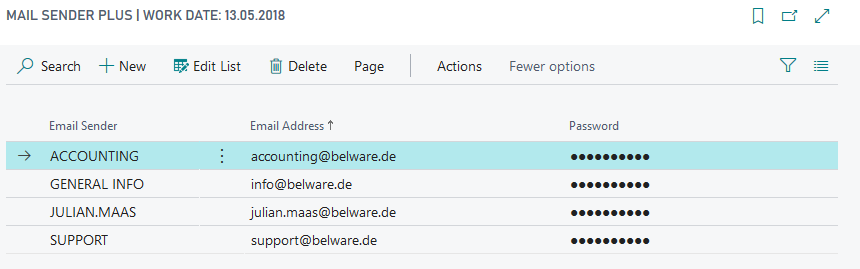 MAIL SENDER PLUS | WORK DATE: 13.05.2018
Search New Edit List Delete Page Actions Fewer options
Email Sender Email Address ↑ Password
ACCOUNTING accounting@belware.de ●●●●●●●●●●
GENERAL INFO info@belware.de ●●●●●●●●●●
JULIAN.MAAS julian.maas@belware.de ●●●●●●●●●●
SUPPORT support@belware.de ●●●●●●●●●●